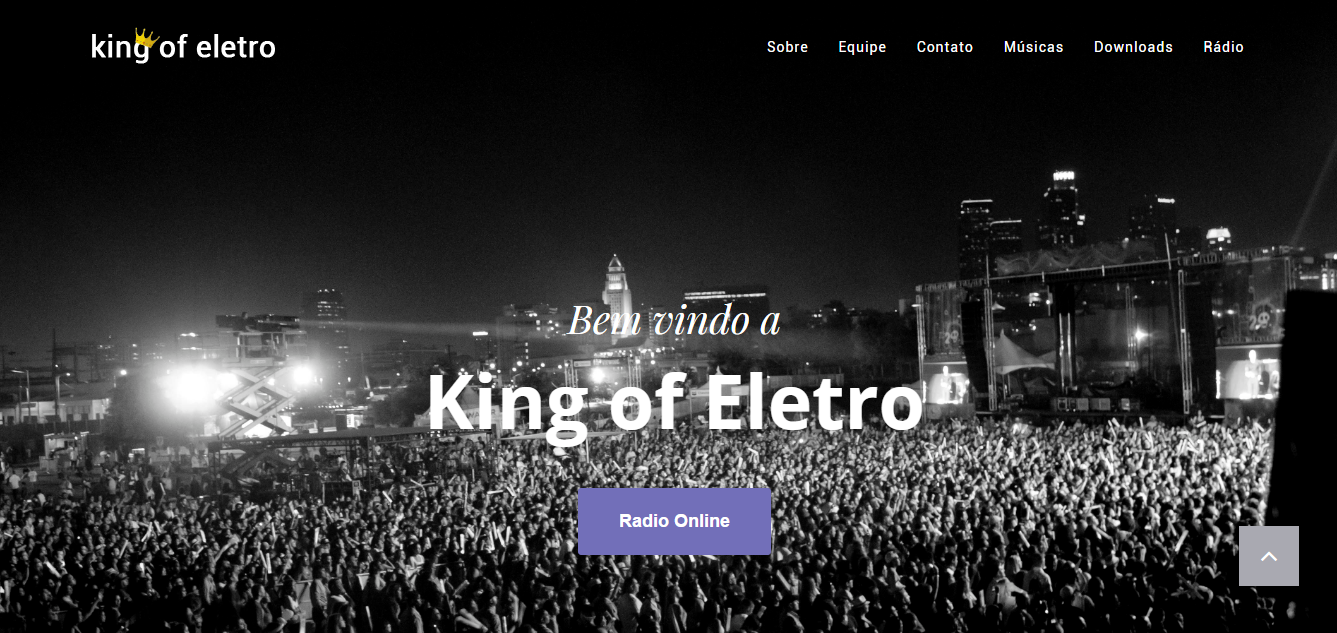 king of eletro
Sobre Equipe Contato Músicas Downloads Rádio
Bem vindo a
King of Eletro
Radio Online